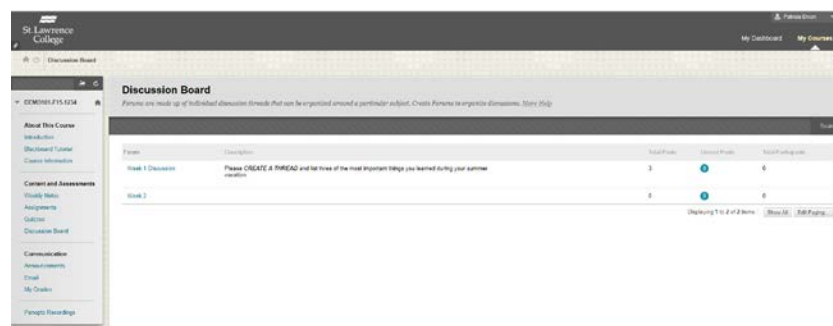 St. Lawrence
College
My Dashboard
My Courses
Discussion Board
Discussion Board
Forums are made up of individual discussion threads that can be organized around a particular subject. Create Forums to organize discussions. More Help
About This Course
Introduction
Blackboard Tutorial
Course Information
Content and Assessments
Weekly Menu
Assignments
Quizzes
Discussion Board
Communication
Announcements
Email
My Grades
Panopto Recordings
Forum
Description
Total Posts
Unread Posts
Total Participants
Week 1 Discussion
Please CREATE A THREAD and list three of the most important things you learned during your summer
vacation
3
Week 2
Displaying 1 to 2 of 2 items
Show All
Edit Paging...